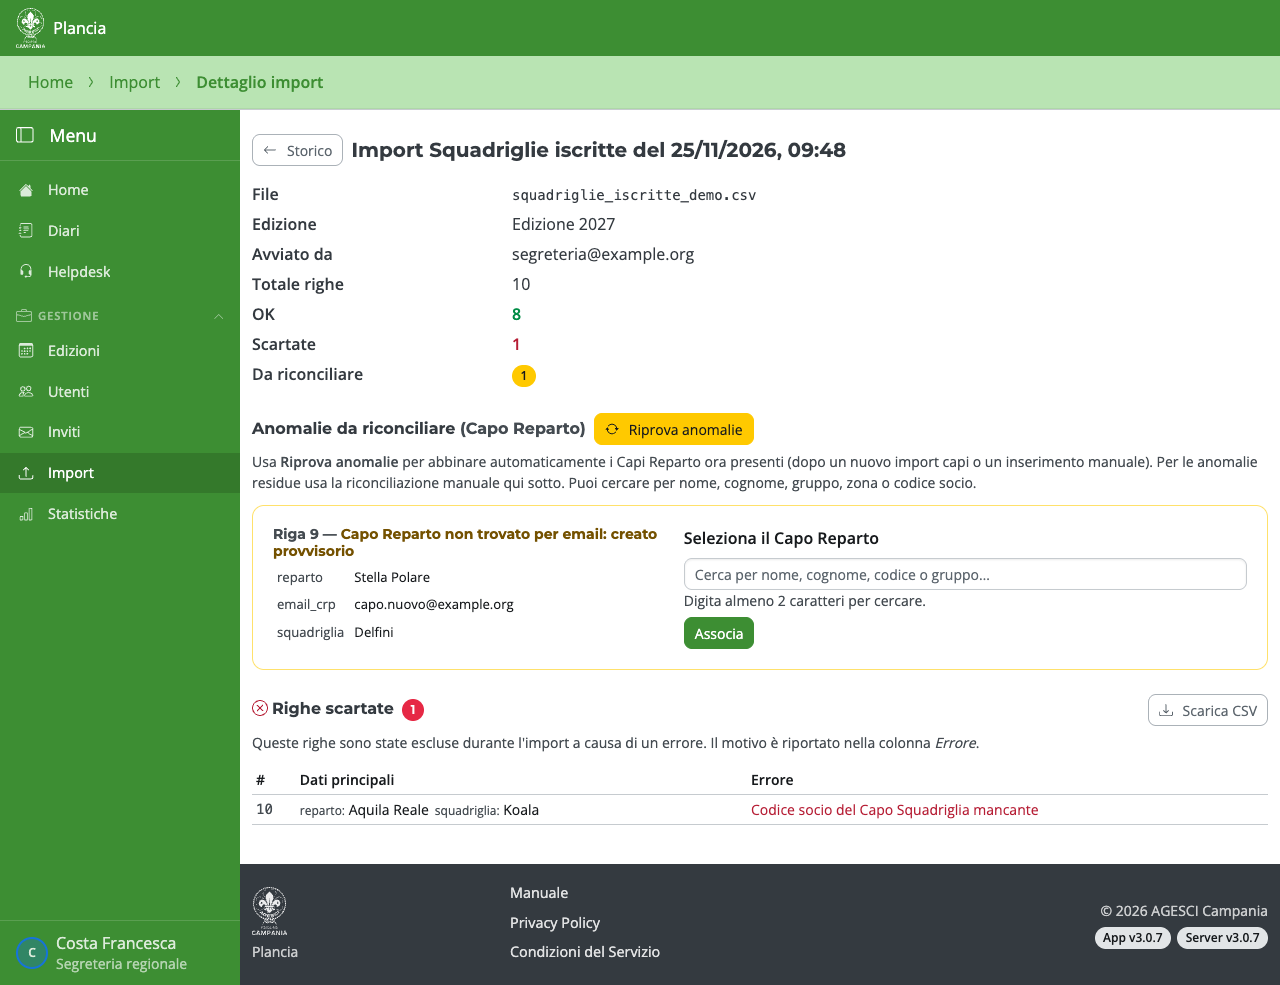 CAMPANIA
Plancia
Home
Import
Dettaglio import
Menu
Home
Diari
Helpdesk
GESTIONE
Edizioni
Utenti
Inviti
Import
Statistiche
C
Costa Francesca
Segreteria regionale
Storico
Import Squadriglie iscritte del 25/11/2026, 09:48
File squadriglie_iscritte_demo.csv
Edizione Edizione 2027
Avviato da segreteria@example.org
Totale righe 10
OK 8
Scartate 1
Da riconciliare 1
Anomalie da riconciliare (Capo Reparto) Riprova anomalie
Usa Riprova anomalie per abbinare automaticamente i Capi Reparto ora presenti (dopo un nuovo import capi o un inserimento manuale). Per le anomalie
residue usa la riconciliazione manuale qui sotto. Puoi cercare per nome, cognome, gruppo, zona o codice socio.
Riga 9 — Capo Reparto non trovato per email: creato
provvisorio
reparto Stella Polare
email_crp capo.nuovo@example.org
squadriglia Delfini
Seleziona il Capo Reparto
Cerca per nome, cognome, codice o gruppo...
Digita almeno 2 caratteri per cercare.
Associa
Righe scartate 1
Scarica CSV
Queste righe sono state escluse durante l'import a causa di un errore. Il motivo è riportato nella colonna Errore.
# Dati principali Errore
10 reparto: Aquila Reale squadriglia: Koala Codice socio del Capo Squadriglia mancante
CAMPANIA
Plancia
Manuale
Privacy Policy
Condizioni del Servizio
© 2026 AGESCI Campania
App v3.0.7 Server v3.0.7